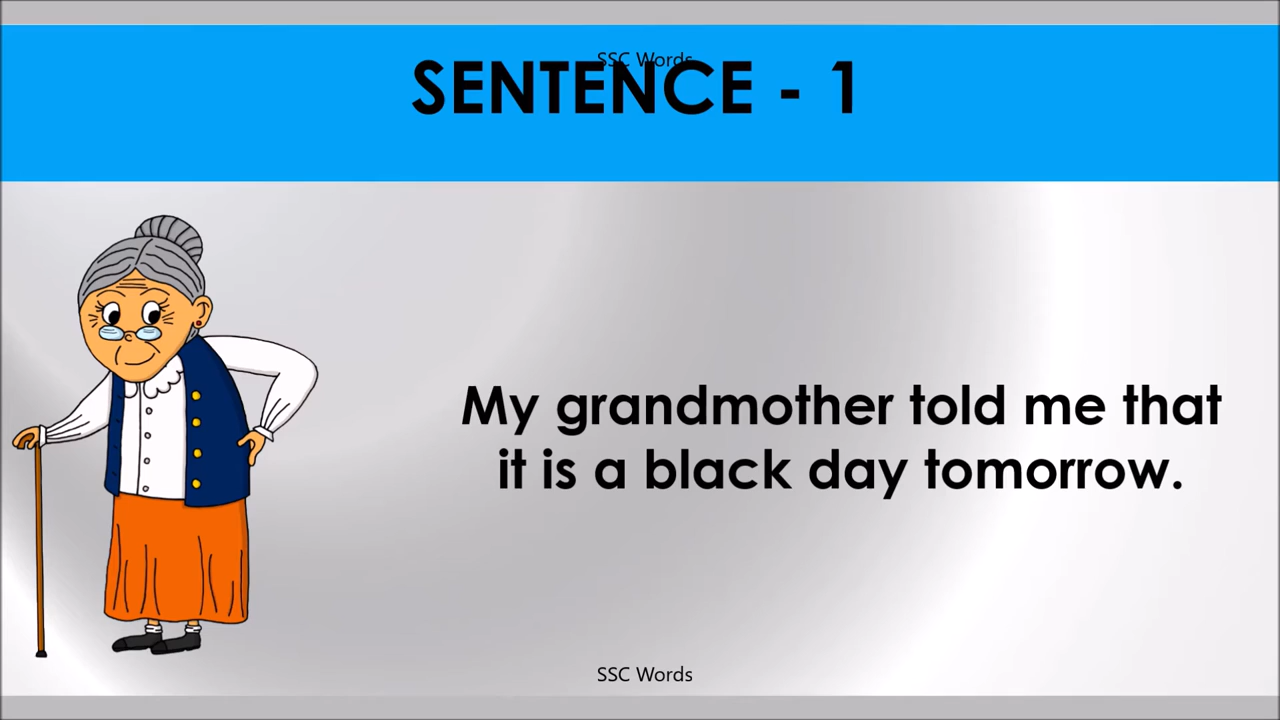 SSC Words
SENTENCE - 1
My grandmother told me that
it is a black day tomorrow.
SSC Words